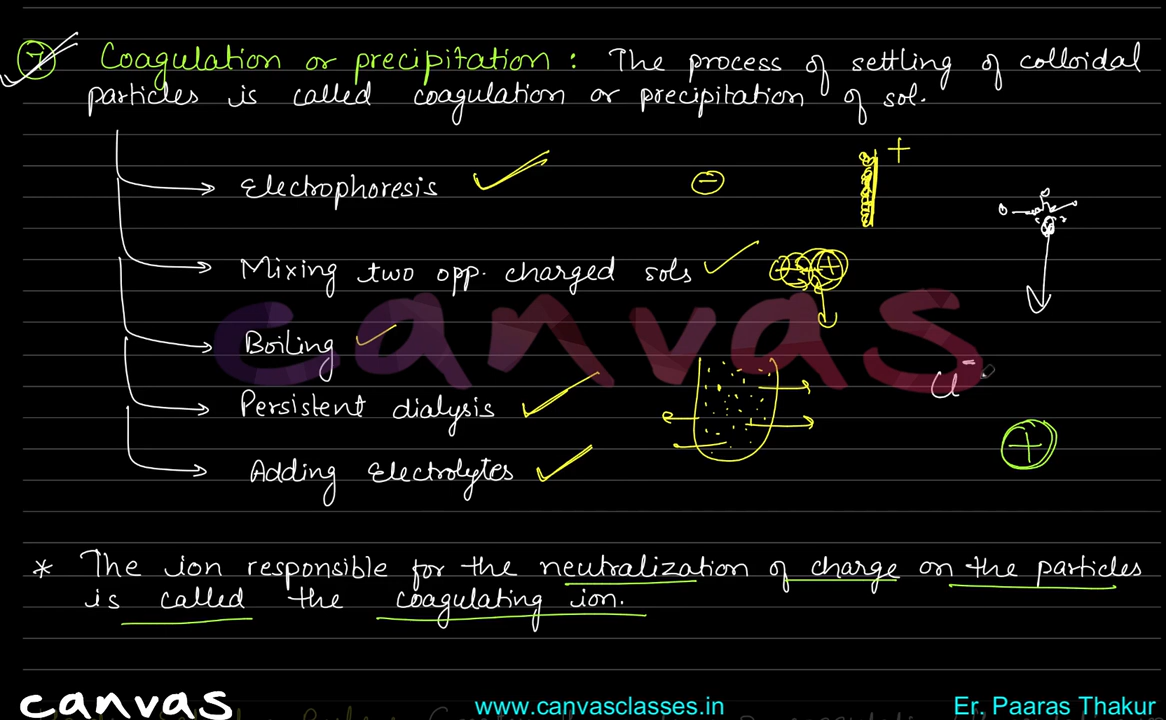 7 Coagulation or precipitation : The process of settling of colloidal
particles is called coagulation or precipitation of sol.
Electrophoresis
− +
Mixing two opp. charged sols
+
canvas
Boiling
Persistent dialysis
Cl⁻
+
Adding Electrolytes
* The ion responsible for the neutralization of charge on the particles
is called the coagulating ion.
canvas
www.canvasclasses.in
Er. Paaras Thakur